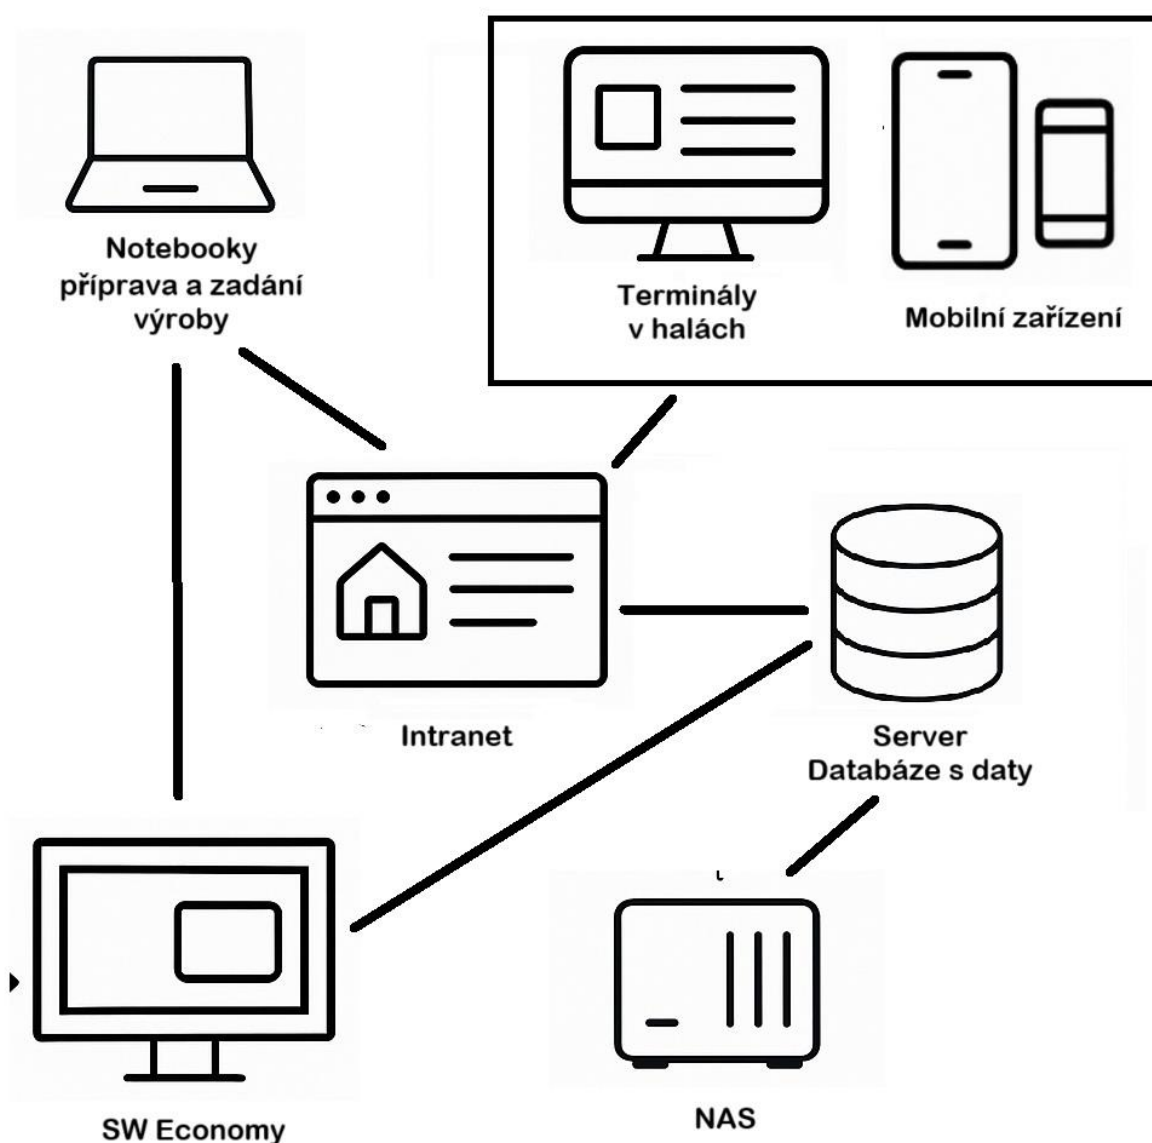 Notebooky
příprava a zadání
výroby
Terminály
v halách
Mobilní zařízení
Intranet
Server
Databáze s daty
SW Economy
NAS